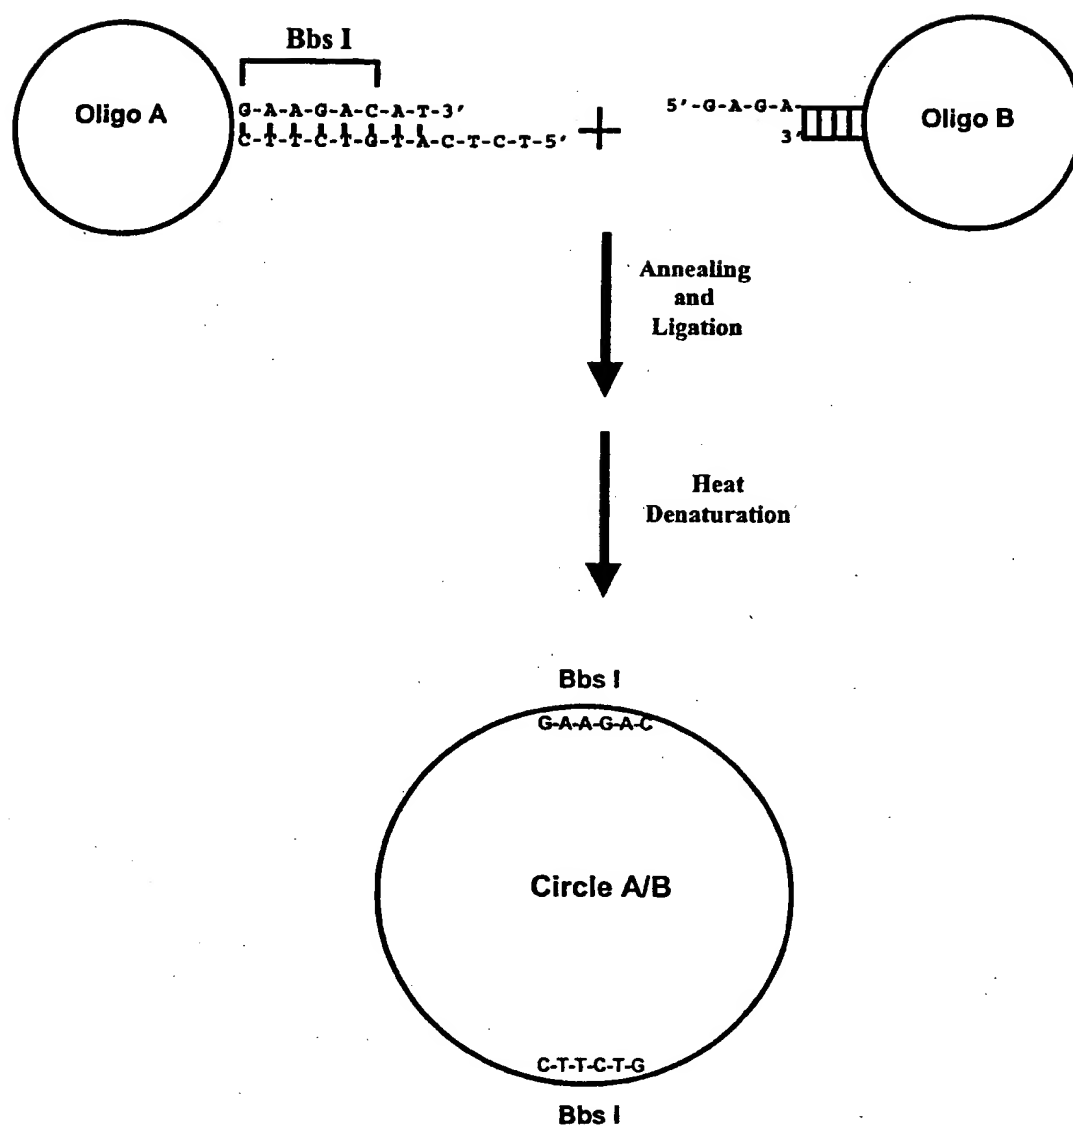 Bbs I
Oligo A
G-A-A-G-A-C-A-T-3'
C-T-T-C-T-G-T-A-C-T-C-T-5'
+
5'-G-A-G-A-
3'
Oligo B
Annealing
and
Ligation
Heat
Denaturation
Bbs I
G-A-A-G-A-C
Circle A/B
C-T-T-C-T-G
Bbs I